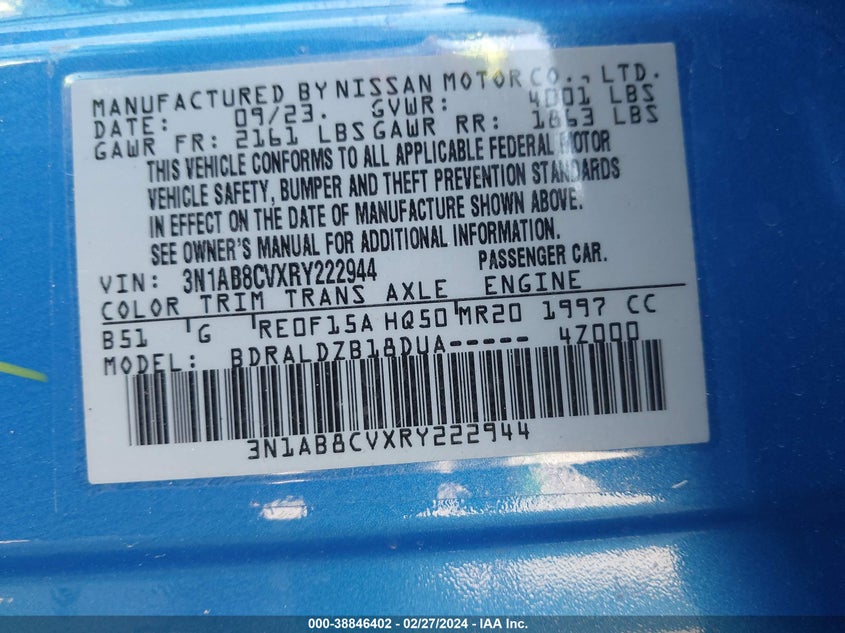 MANUFACTURED BY NISSAN MOTOR CO., LTD.
DATE: 09/23. GVWR: 4001 LBS
GAWR FR: 2161 LBS GAWR RR: 1863 LBS
THIS VEHICLE CONFORMS TO ALL APPLICABLE FEDERAL MOTOR
VEHICLE SAFETY, BUMPER AND THEFT PREVENTION STANDARDS
IN EFFECT ON THE DATE OF MANUFACTURE SHOWN ABOVE.
SEE OWNER'S MANUAL FOR ADDITIONAL INFORMATION.
VIN: 3N1AB8CVXRY222944 PASSENGER CAR.
COLOR TRIM TRANS AXLE ENGINE
B51 G RE0F15A HQ50 MR20 1997 CC
MODEL: BDRALDZB18DUA----- 4Z000
3N1AB8CVXRY222944
000-38846402 - 02/27/2024 - IAA Inc.